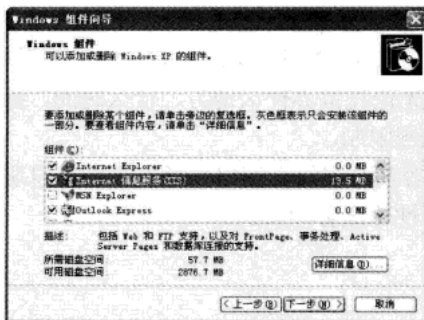 Windows 组件向导
Windows 组件
可以添加或删除 Windows XP 的组件。
要添加或删除某个组件，请单击旁边的复选框。灰色框表示只会安装该组件的
一部分。要查看组件内容，请单击“详细信息”。
组件(C):
Internet Explorer 0.0 MB
Internet 信息服务(IIS) 13.5 MB
MSN Explorer 0.0 MB
Outlook Express 0.0 MB
描述: 包括 Web 和 FTP 支持，以及对 FrontPage、事务处理、Active
Server Pages 和数据库连接的支持。
所需磁盘空间: 57.7 MB
可用磁盘空间: 2876.7 MB
详细信息(D)...
< 上一步(B) 下一步(N) > 取消